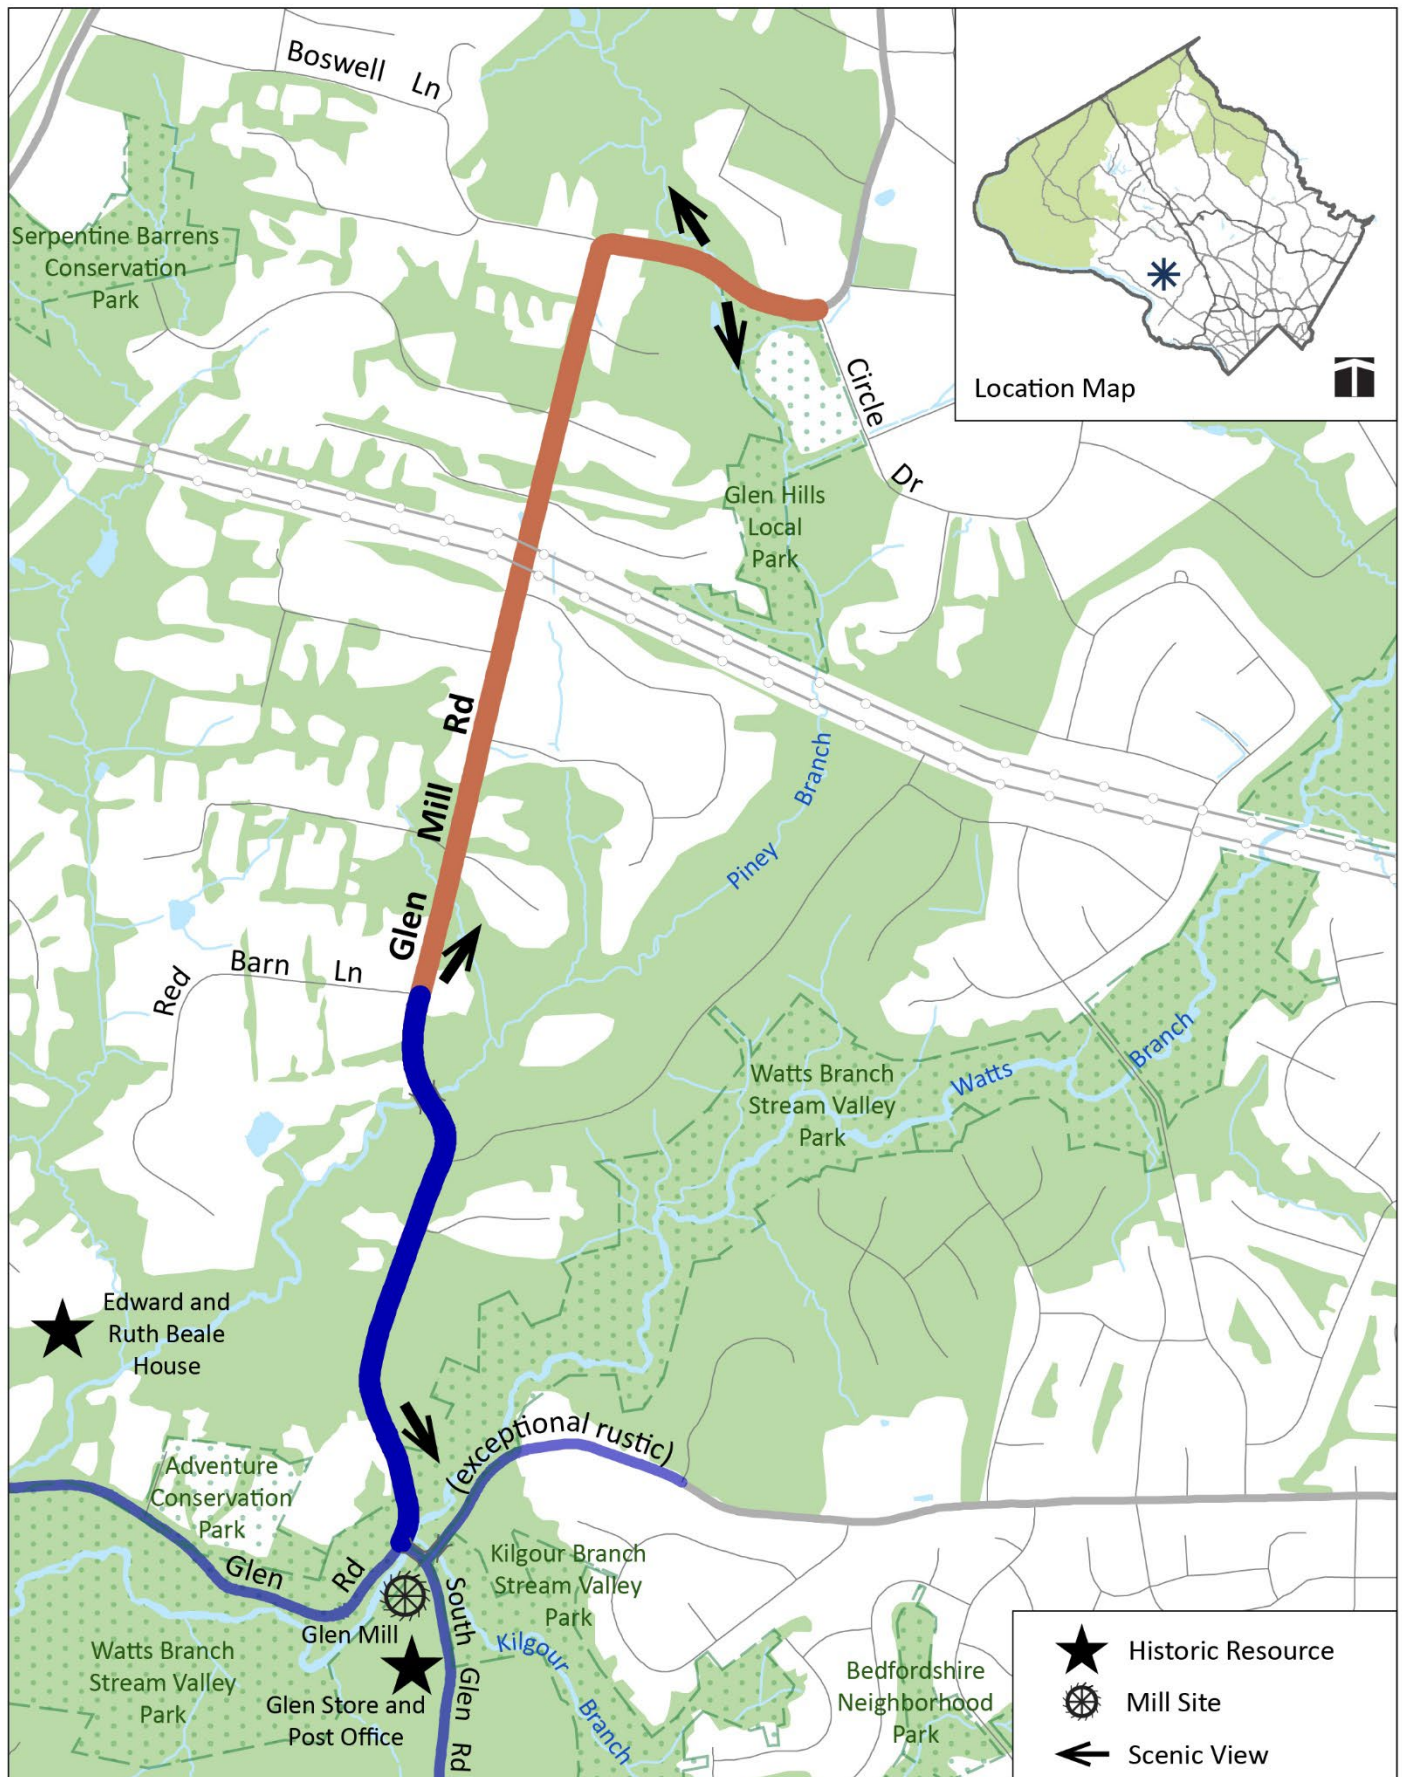 Boswell Ln
Serpentine Barrens
Conservation
Park
Location Map
Circle Dr
Glen Hills
Local
Park
Glen Mill Rd
Piney Branch
Red Barn Ln
Watts Branch
Stream Valley
Park
Watts Branch
Edward and
Ruth Beale
House
(exceptional rustic)
Adventure
Conservation
Park
Glen Rd
Kilgour Branch
Stream Valley
Park
Glen Mill
South Glen Rd
Kilgour Branch
Watts Branch
Stream Valley
Park
Glen Store and
Post Office
Bedfordshire
Neighborhood
Park
Historic Resource
Mill Site
Scenic View